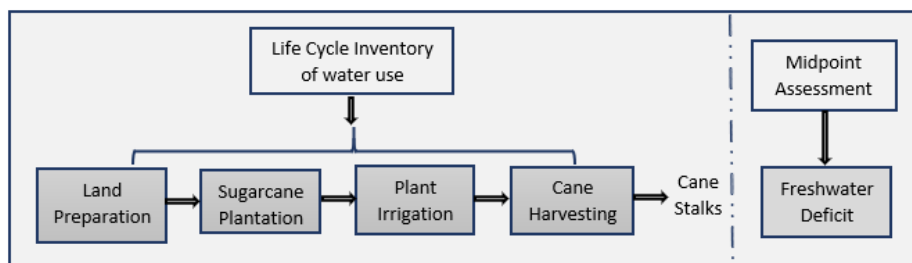 Life Cycle Inventory
of water use
Land
Preparation
Sugarcane
Plantation
Plant
Irrigation
Cane
Harvesting
Cane
Stalks
Midpoint
Assessment
Freshwater
Deficit